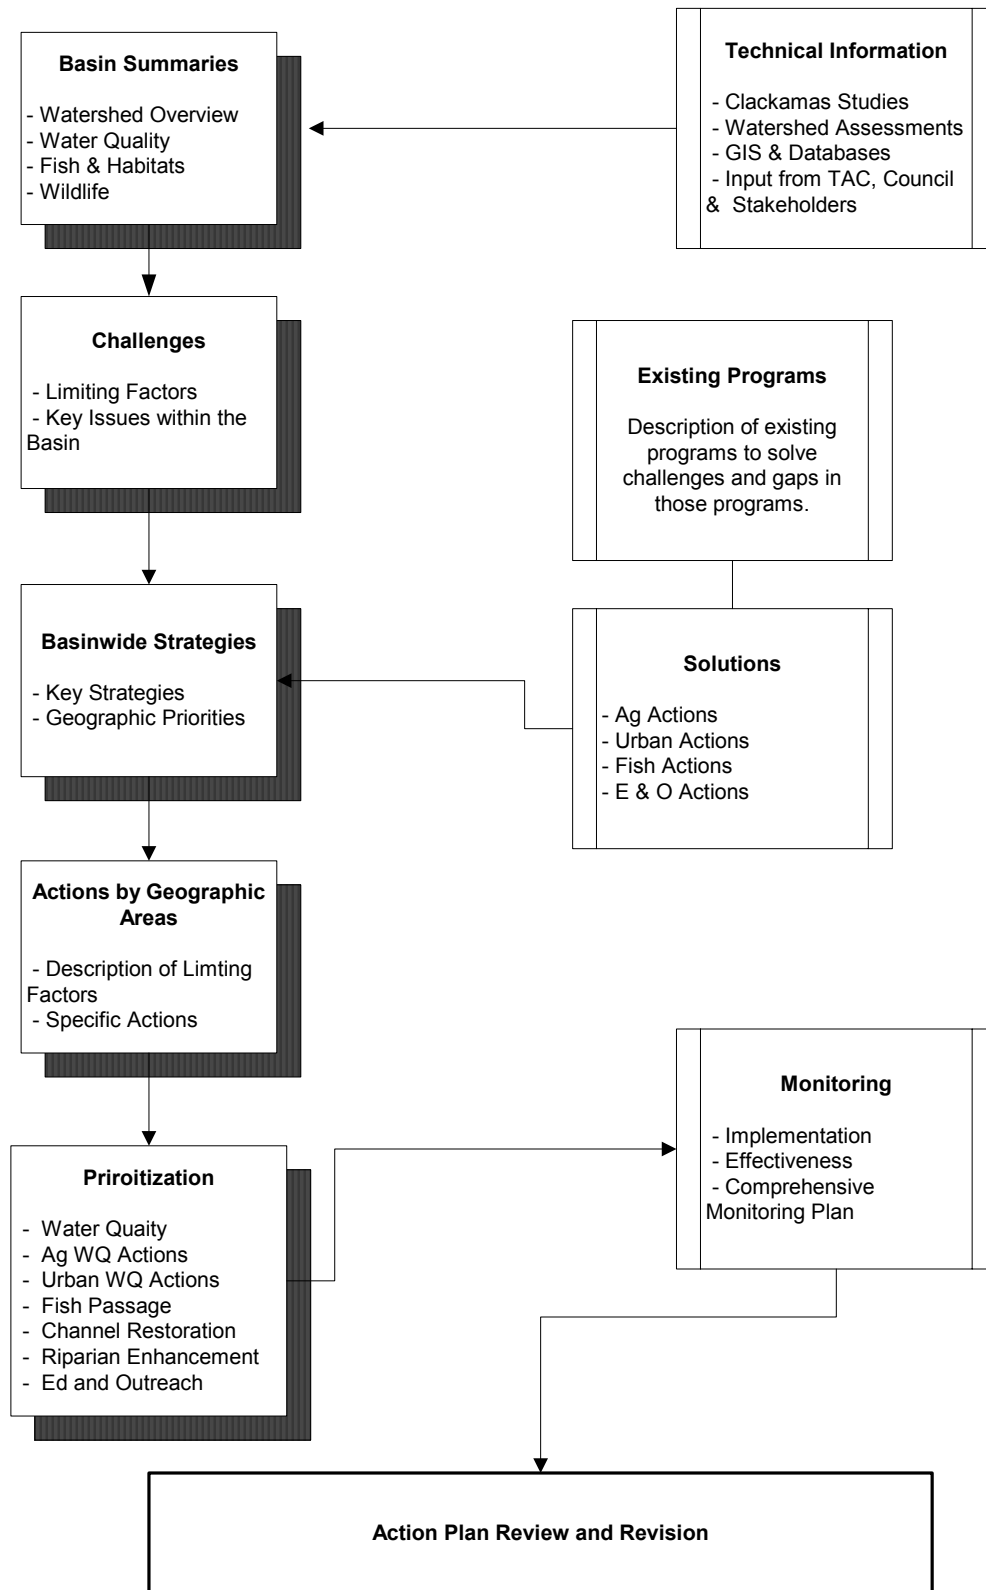 Basin Summaries
- Watershed Overview
- Water Quality
- Fish & Habitats
- Wildlife
Technical Information
- Clackamas Studies
- Watershed Assessments
- GIS & Databases
- Input from TAC, Council
& Stakeholders
Challenges
- Limiting Factors
- Key Issues within the
Basin
Existing Programs
Description of existing
programs to solve
challenges and gaps in
those programs.
Basinwide Strategies
- Key Strategies
- Geographic Priorities
Solutions
- Ag Actions
- Urban Actions
- Fish Actions
- E & O Actions
Actions by Geographic
Areas
- Description of Limting
Factors
- Specific Actions
Priroitization
- Water Quaity
- Ag WQ Actions
- Urban WQ Actions
- Fish Passage
- Channel Restoration
- Riparian Enhancement
- Ed and Outreach
Monitoring
- Implementation
- Effectiveness
- Comprehensive
Monitoring Plan
Action Plan Review and Revision